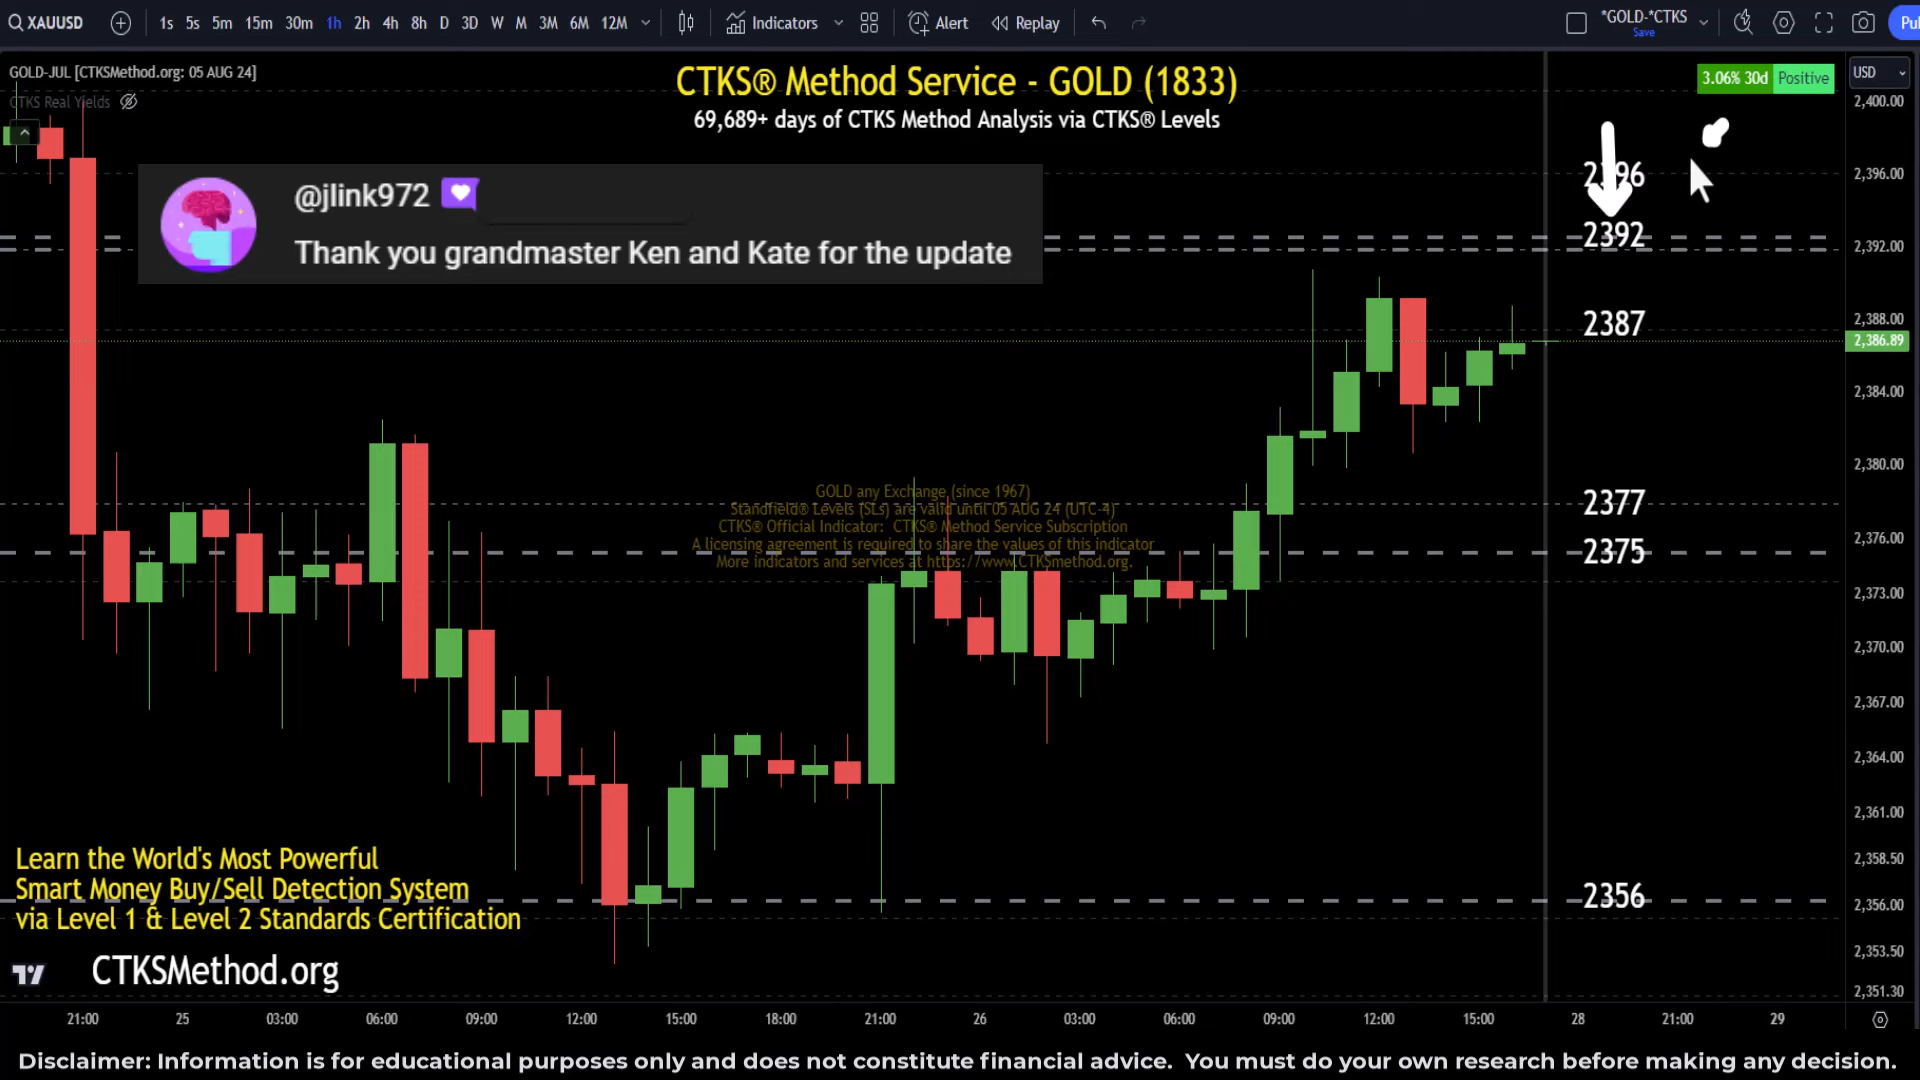 XAUUSD 1s 5s 5m 15m 30m 1h 2h 4h 8h D 3D W M 3M 6M 12M Indicators Alert Replay *GOLD-*CTKS Pul
Save
GOLD-JUL [CTKSMethod.org: 05 AUG 24]
CTKS Real Yields
CTKS® Method Service - GOLD (1833)
69,689+ days of CTKS Method Analysis via CTKS® Levels
3.06% 30d Positive
USD
2,400.00
2396
2,396.00
@jlink972
Thank you grandmaster Ken and Kate for the update
2392
2,392.00
2387
2,388.00
2,386.89
2,384.00
2,380.00
GOLD any Exchange (since 1967)
Standfield® Levels (SLs) are valid until 05 AUG 24 (UTC-4)
CTKS® Official Indicator: CTKS® Method Service Subscription
A licensing agreement is required to share the values of this indicator
More indicators and services at https://www.CTKSmethod.org.
2377
2,376.00
2375
2,373.00
2,370.00
2,367.00
2,364.00
2,361.00
2,358.50
2356
2,356.00
2,353.50
2,351.30
Learn the World's Most Powerful
Smart Money Buy/Sell Detection System
via Level 1 & Level 2 Standards Certification
CTKSMethod.org
21:00 25 03:00 06:00 09:00 12:00 15:00 18:00 21:00 26 03:00 06:00 09:00 12:00 15:00 28 21:00 29
Disclaimer: Information is for educational purposes only and does not constitute financial advice. You must do your own research before making any decision.